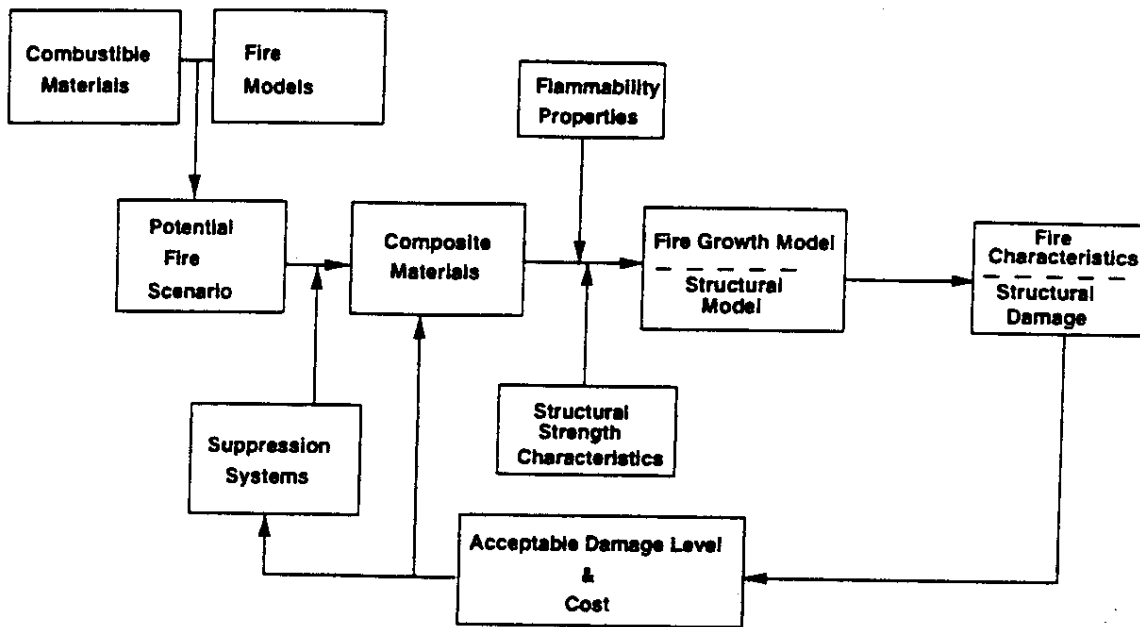 Combustible
Materials
Fire
Models
Flammability
Properties
Potential
Fire
Scenario
Composite
Materials
Fire Growth Model
Structural
Model
Fire
Characteristics
Structural
Damage
Suppression
Systems
Structural
Strength
Characteristics
Acceptable Damage Level
&
Cost